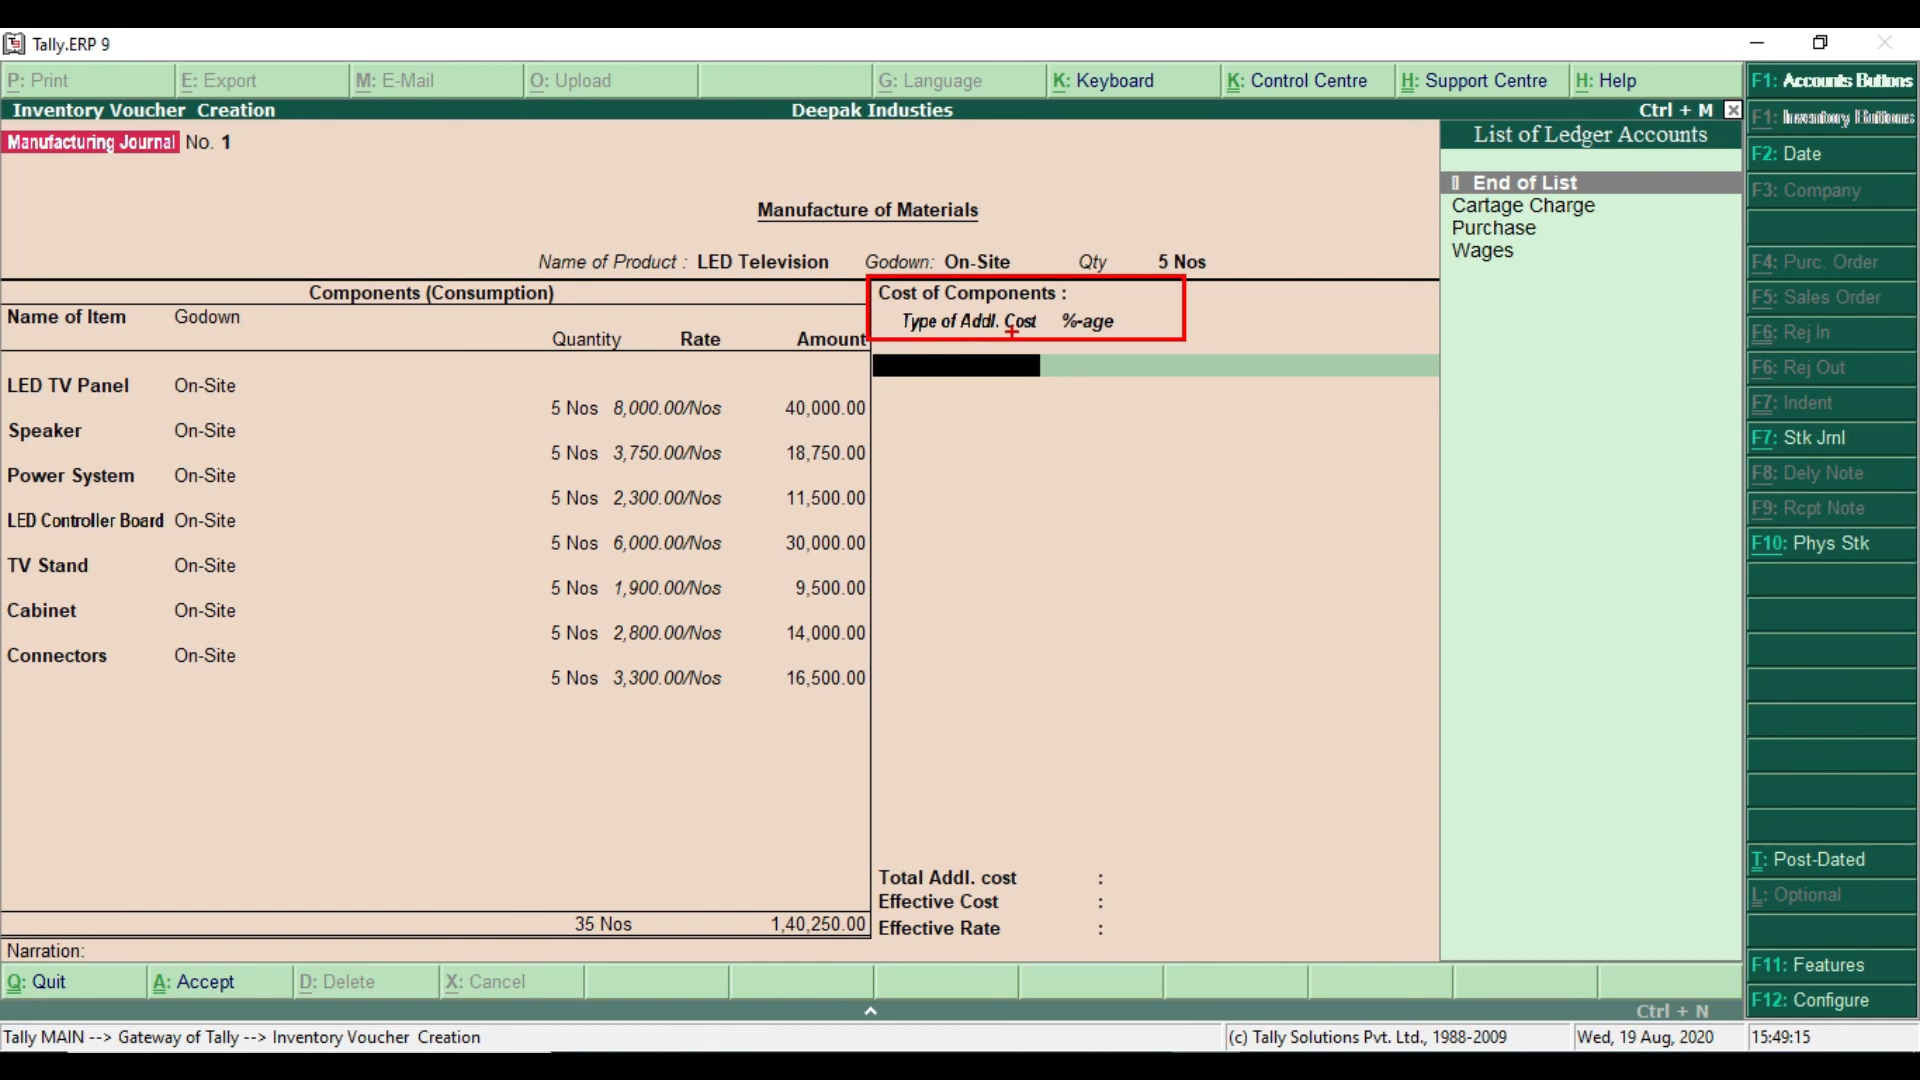 Tally.ERP 9
P: Print E: Export M: E-Mail O: Upload G: Language K: Keyboard K: Control Centre H: Support Centre H: Help
Inventory Voucher Creation Deepak Industies Ctrl + M
Manufacturing Journal No. 1
Manufacture of Materials
Name of Product : LED Television Godown: On-Site Qty 5 Nos
Components (Consumption)
Name of Item Godown
Quantity Rate Amount
Cost of Components :
Type of Addl. Cost %-age
LED TV Panel On-Site
5 Nos 8,000.00/Nos 40,000.00
Speaker On-Site
5 Nos 3,750.00/Nos 18,750.00
Power System On-Site
5 Nos 2,300.00/Nos 11,500.00
LED Controller Board On-Site
5 Nos 6,000.00/Nos 30,000.00
TV Stand On-Site
5 Nos 1,900.00/Nos 9,500.00
Cabinet On-Site
5 Nos 2,800.00/Nos 14,000.00
Connectors On-Site
5 Nos 3,300.00/Nos 16,500.00
35 Nos 1,40,250.00
Total Addl. cost :
Effective Cost :
Effective Rate :
Narration:
List of Ledger Accounts
End of List
Cartage Charge
Purchase
Wages
F1: Accounts Buttons
F1: Inventory Buttons
F2: Date
F3: Company
F4: Purc. Order
F5: Sales Order
F6: Rej In
F6: Rej Out
F7: Indent
F7: Stk Jrnl
F8: Dely Note
F9: Rcpt Note
F10: Phys Stk
T: Post-Dated
L: Optional
F11: Features
F12: Configure
Q: Quit A: Accept D: Delete X: Cancel
Ctrl + N
Tally MAIN --> Gateway of Tally --> Inventory Voucher Creation (c) Tally Solutions Pvt. Ltd., 1988-2009 Wed, 19 Aug, 2020 15:49:15